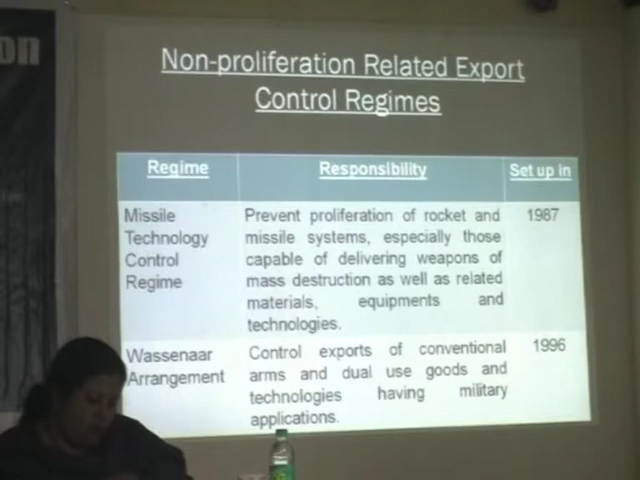 on
Non-proliferation Related Export
Control Regimes
Regime Responsibility Set up in
Missile Technology Control Regime
Prevent proliferation of rocket and
missile systems, especially those
capable of delivering weapons of
mass destruction as well as related
materials, equipments and
technologies.
1987
Wassenaar Arrangement
Control exports of conventional
arms and dual use goods and
technologies having military
applications.
1996